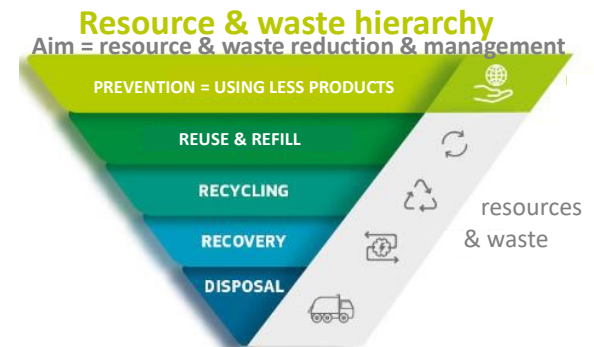 Resource & waste hierarchy
Aim = resource & waste reduction & management
PREVENTION = USING LESS PRODUCTS
REUSE & REFILL
RECYCLING
resources
RECOVERY
& waste
DISPOSAL